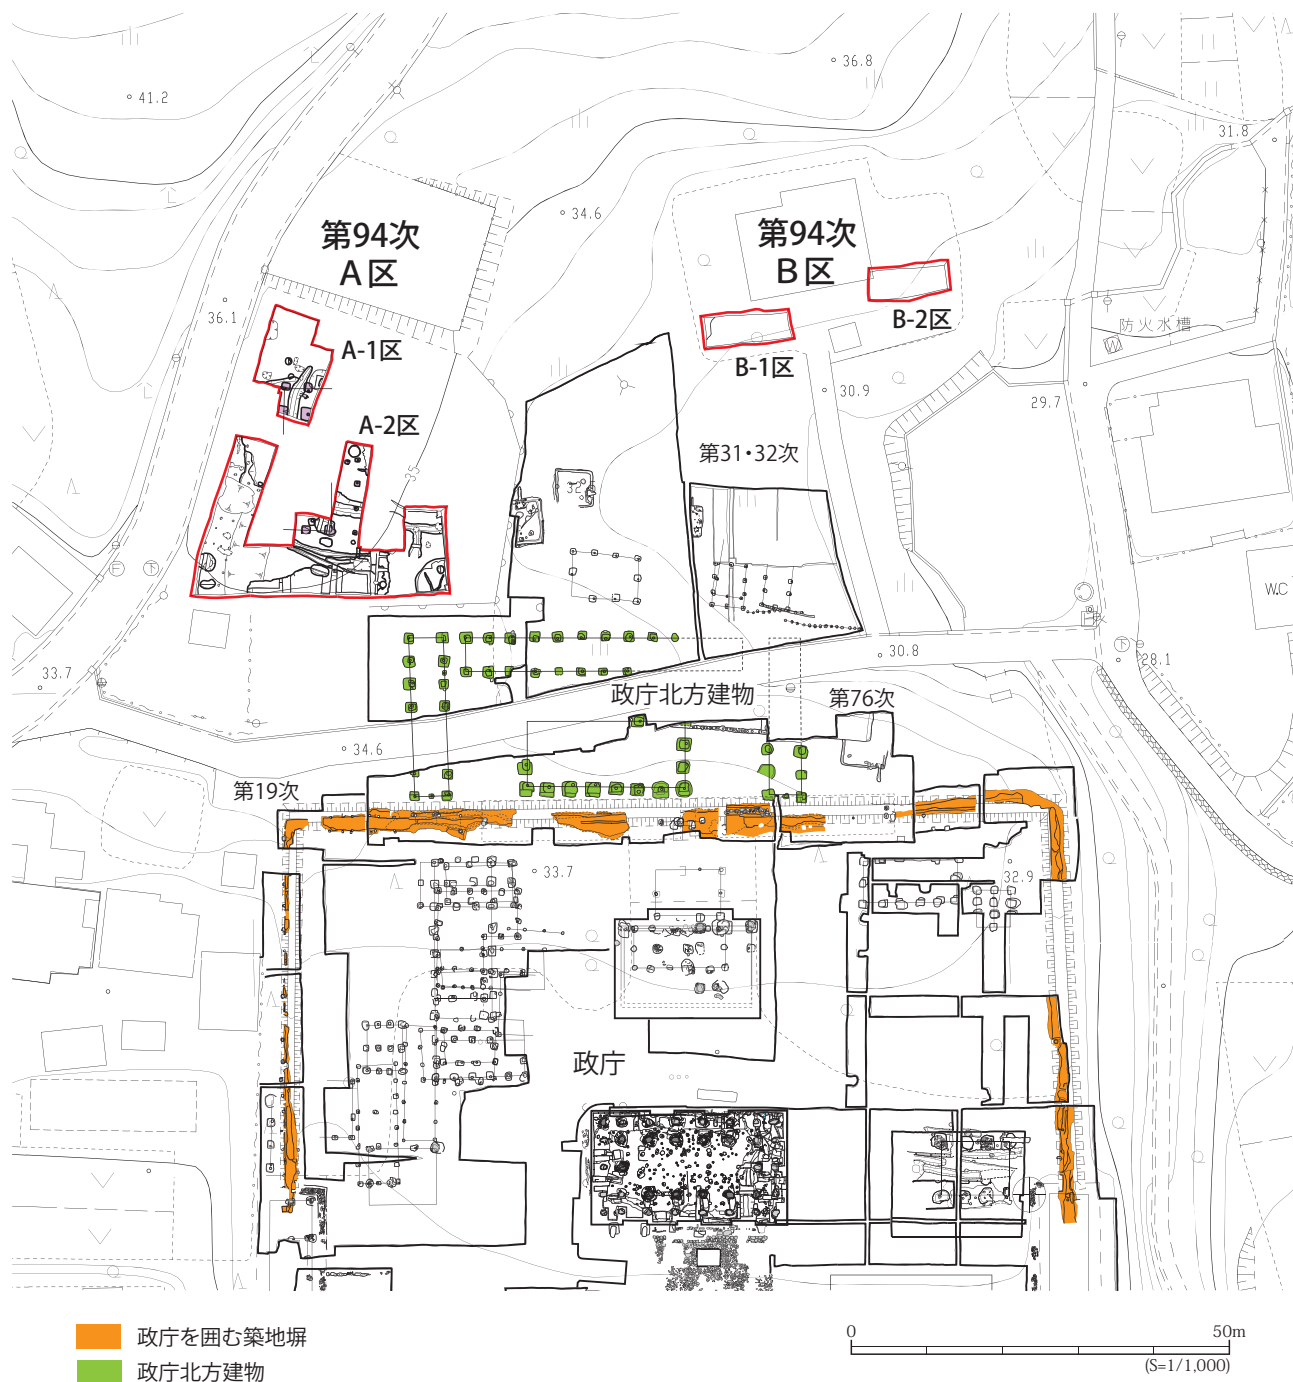 41.2
36.8
31.8
34.6
第94次
A区
第94次
B区
36.1
防火水槽
B-2区
A-1区
B-1区
30.9
29.7
A-2区
第31・32次
35
32
W.C
30.8
28.1
33.7
政庁北方建物
第76次
34.6
第19次
33.7
32.9
政庁
政庁を囲む築地塀
政庁北方建物
0
50m
(S=1/1,000)